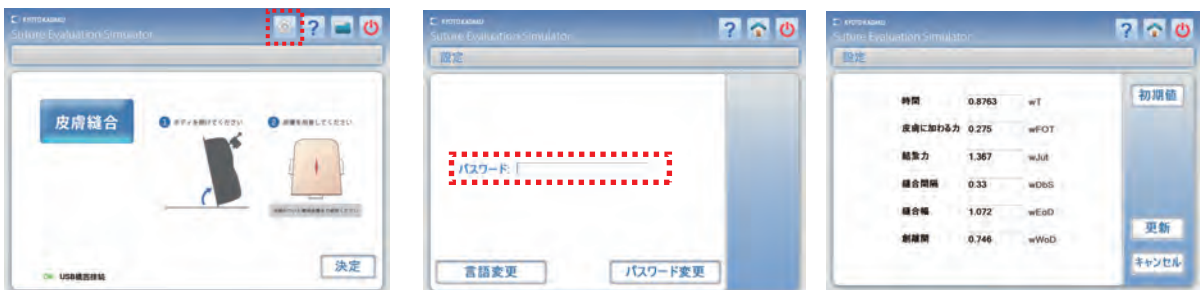 KYOTOKAGAKU
Suture Evaluation Simulator
?
皮膚縫合
1 ボディを開けてください
2 皮膚を用意してください
OK USB機器接続
決定
KYOTOKAGAKU
Suture Evaluation Simulator
?
設定
パスワード:
言語変更
パスワード変更
KYOTOKAGAKU
Suture Evaluation Simulator
?
設定
初期値
時間 0.8763 wT
皮膚に加わる力 0.275 wFOT
結紮力 1.367 wJut
縫合間隔 0.33 wDbS
縫合幅 1.072 wEoD
創離開 0.746 wWoD
更新
キャンセル